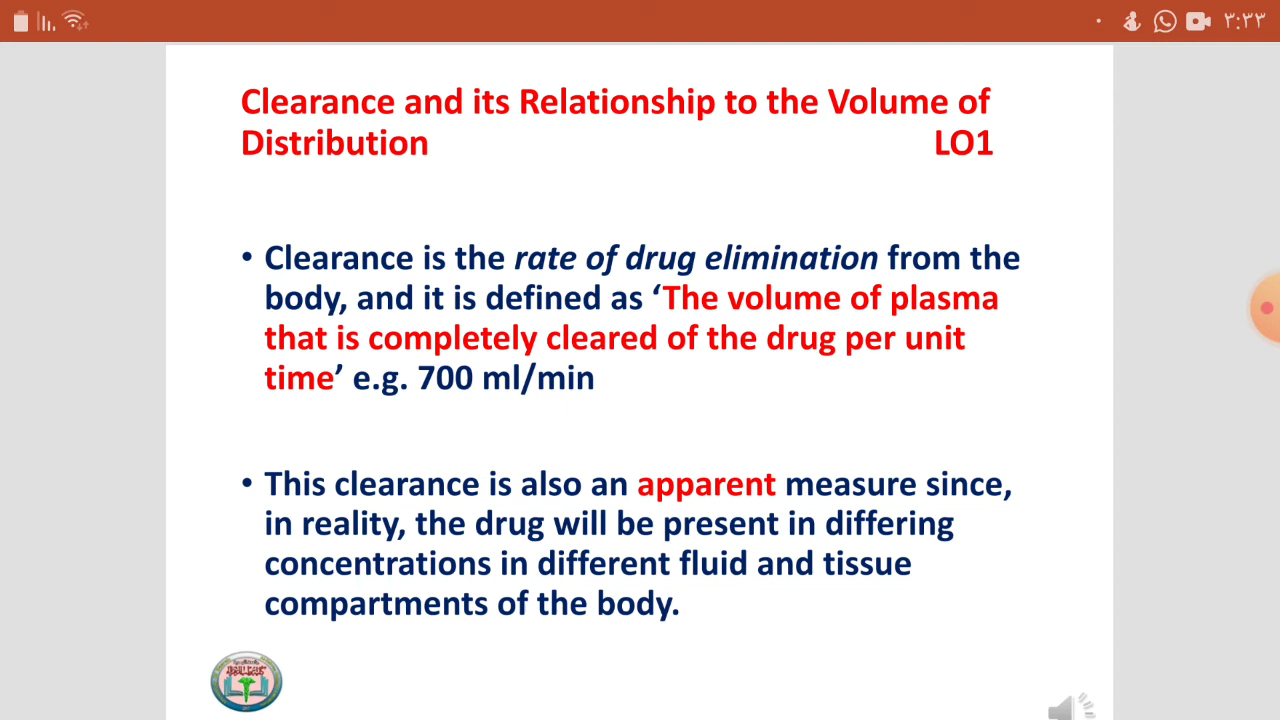 ٣:٣٣
Clearance and its Relationship to the Volume of
Distribution LO1
• Clearance is the rate of drug elimination from the
body, and it is defined as ‘The volume of plasma
that is completely cleared of the drug per unit
time’ e.g. 700 ml/min
• This clearance is also an apparent measure since,
in reality, the drug will be present in differing
concentrations in different fluid and tissue
compartments of the body.